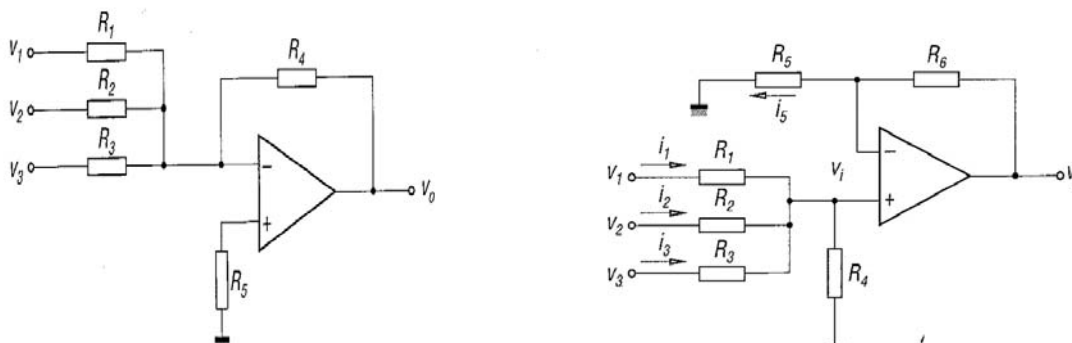 R1
V1
R2
V2
R3
V3
R4
−
+
V0
R5
R5
R6
i5
i1
V1
R1
i2
V2
R2
i3
V3
R3
Vi
−
+
V
R4